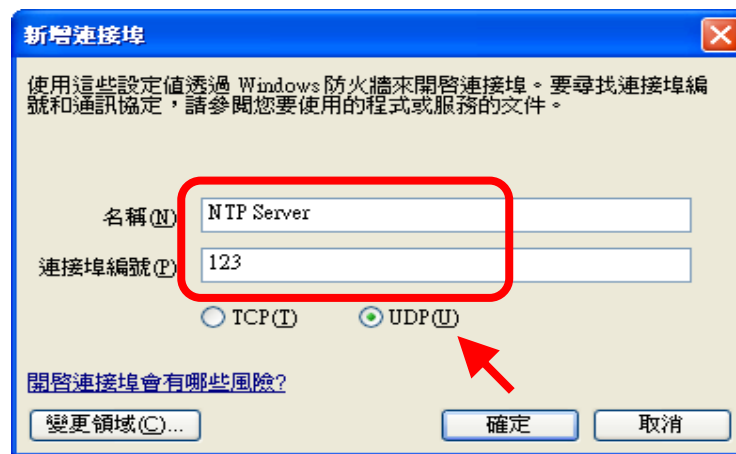 新增連接埠
使用這些設定值透過 Windows 防火牆來開啓連接埠。要尋找連接埠編
號和通訊協定，請參閱您要使用的程式或服務的文件。
名稱(N)
NTP Server
連接埠編號(P)
123
TCP(T) UDP(U)
開啓連接埠會有哪些風險?
變更領域(C)... 確定 取消